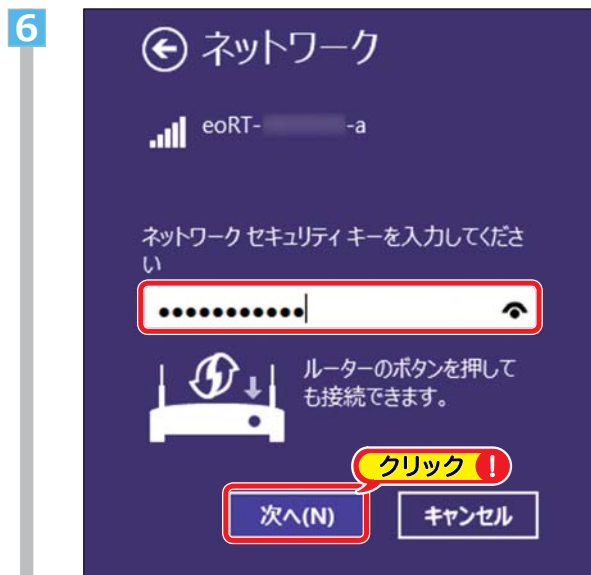 6
ネットワーク
eoRT- -a
ネットワーク セキュリティ キーを入力してくださ
い
●●●●●●●●●●●
ルーターのボタンを押して
も接続できます。
クリック !
次へ(N)
キャンセル